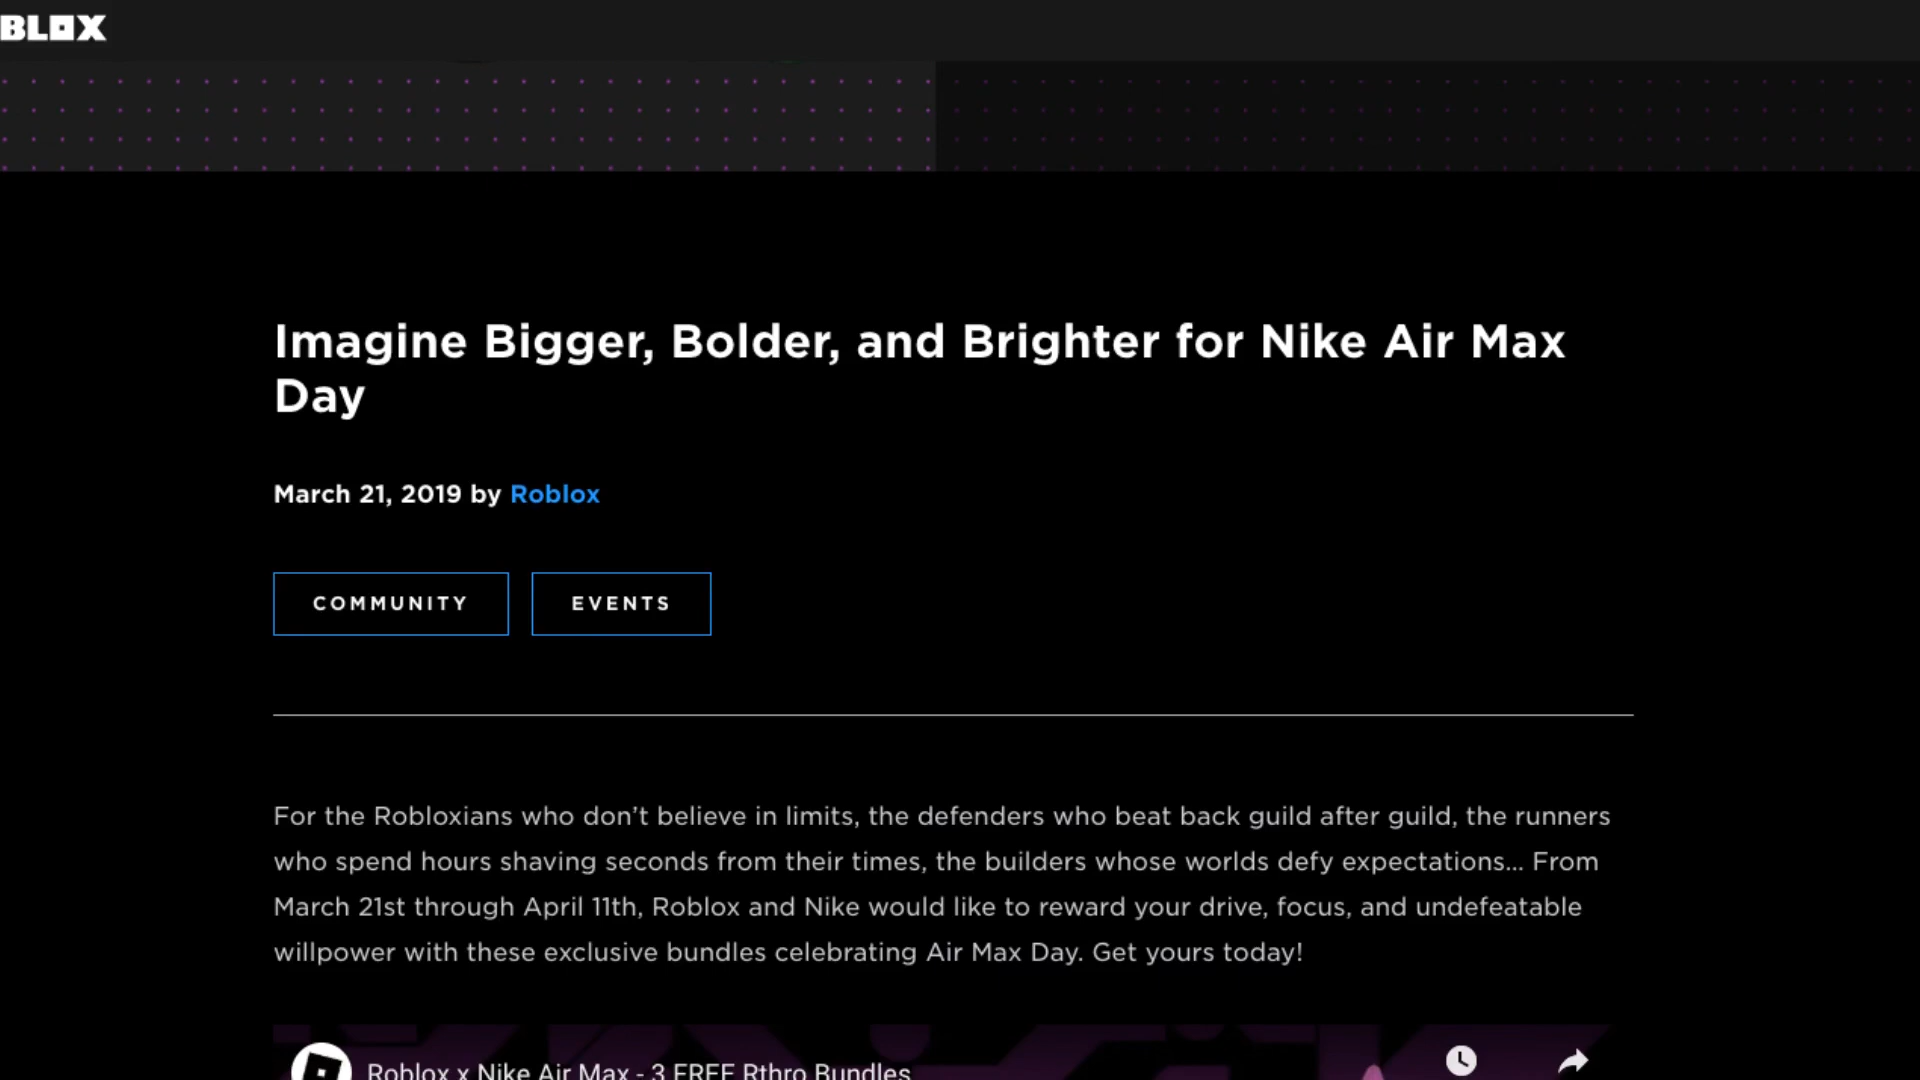 BLOX
Imagine Bigger, Bolder, and Brighter for Nike Air Max
Day
March 21, 2019 by Roblox
COMMUNITY EVENTS
For the Robloxians who don’t believe in limits, the defenders who beat back guild after guild, the runners
who spend hours shaving seconds from their times, the builders whose worlds defy expectations... From
March 21st through April 11th, Roblox and Nike would like to reward your drive, focus, and undefeatable
willpower with these exclusive bundles celebrating Air Max Day. Get yours today!
Roblox x Nike Air Max - 3 FREE Rthro Bundles